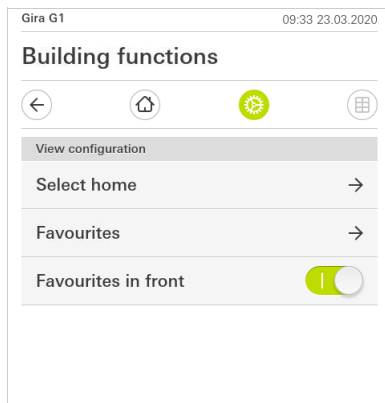 Gira G1
09:33 23.03.2020
Building functions
View configuration
Select home
Favourites
Favourites in front